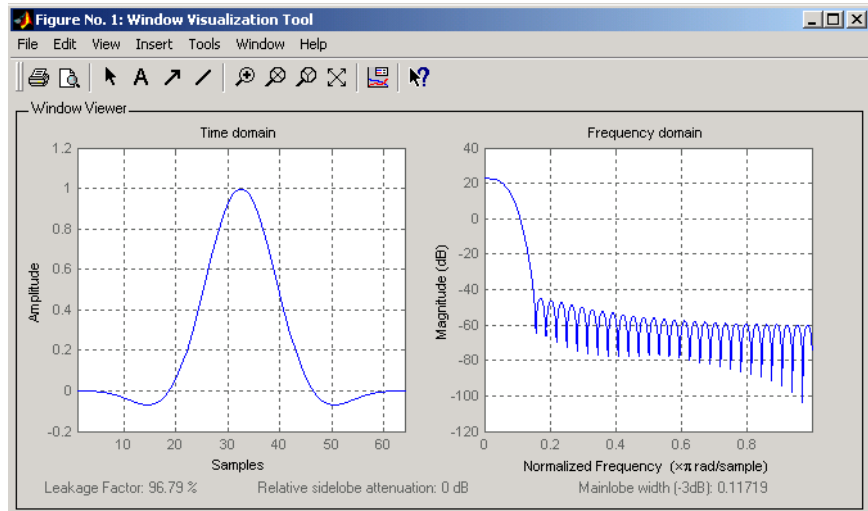 Figure No. 1: Window Visualization Tool
File Edit View Insert Tools Window Help
A
?
Window Viewer
Time domain
Frequency domain
1.2
1
0.8
0.6
0.4
0.2
0
-0.2
Amplitude
10 20 30 40 50 60
Samples
40
20
0
-20
-40
-60
-80
-100
-120
Magnitude (dB)
0 0.2 0.4 0.6 0.8
Normalized Frequency (×π rad/sample)
Leakage Factor: 96.79 % Relative sidelobe attenuation: 0 dB Mainlobe width (-3dB): 0.11719